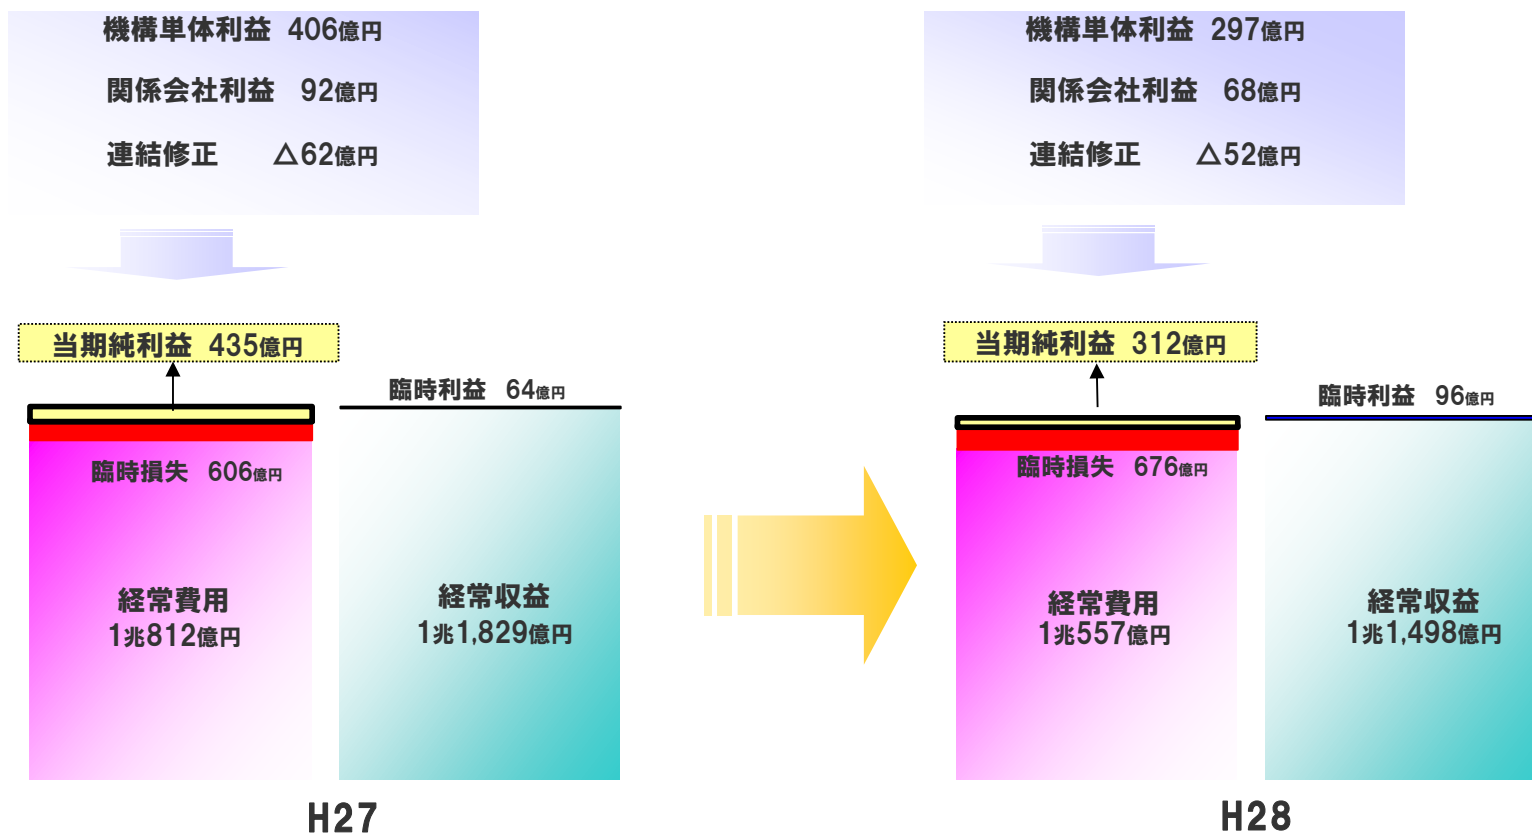 機構単体利益 406億円
関係会社利益 92億円
連結修正 △62億円
当期純利益 435億円
臨時利益 64億円
臨時損失 606億円
経常費用
1兆812億円
経常収益
1兆1,829億円
H27
機構単体利益 297億円
関係会社利益 68億円
連結修正 △52億円
当期純利益 312億円
臨時利益 96億円
臨時損失 676億円
経常費用
1兆557億円
経常収益
1兆1,498億円
H28